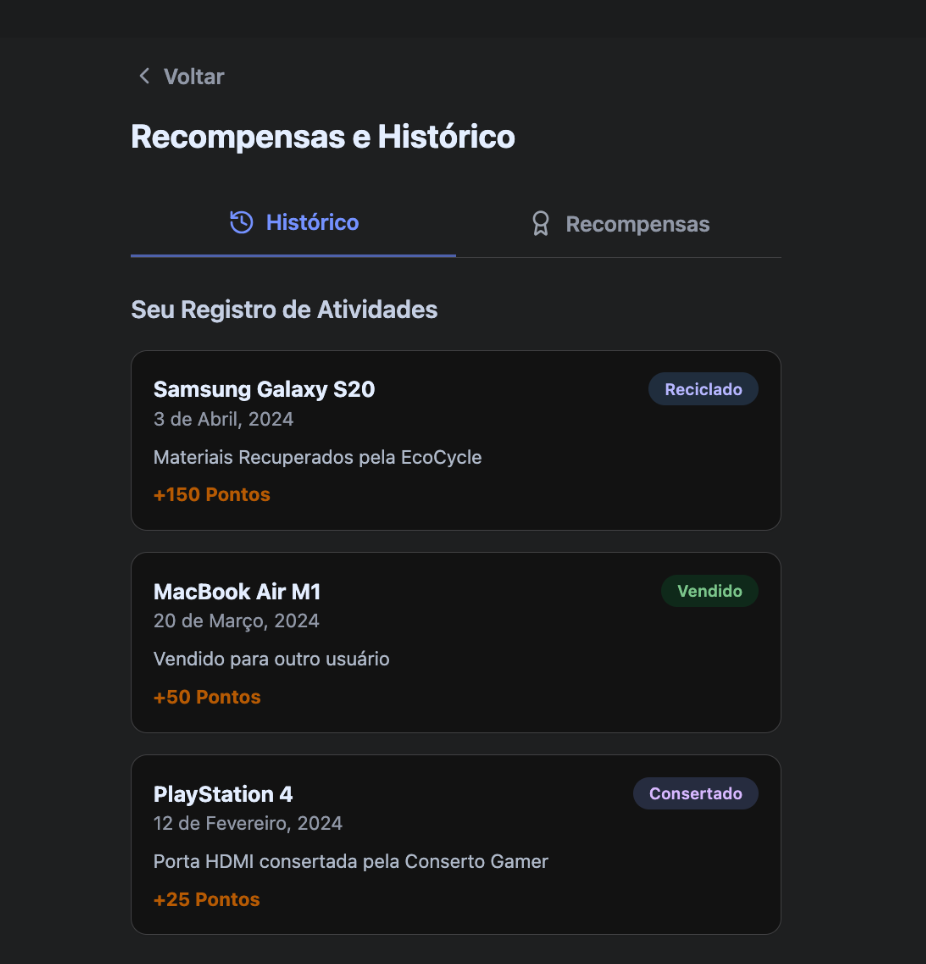 Voltar
Recompensas e Histórico
Histórico
Recompensas
Seu Registro de Atividades
Samsung Galaxy S20
Reciclado
3 de Abril, 2024
Materiais Recuperados pela EcoCycle
+150 Pontos
MacBook Air M1
Vendido
20 de Março, 2024
Vendido para outro usuário
+50 Pontos
PlayStation 4
Consertado
12 de Fevereiro, 2024
Porta HDMI consertada pela Conserto Gamer
+25 Pontos